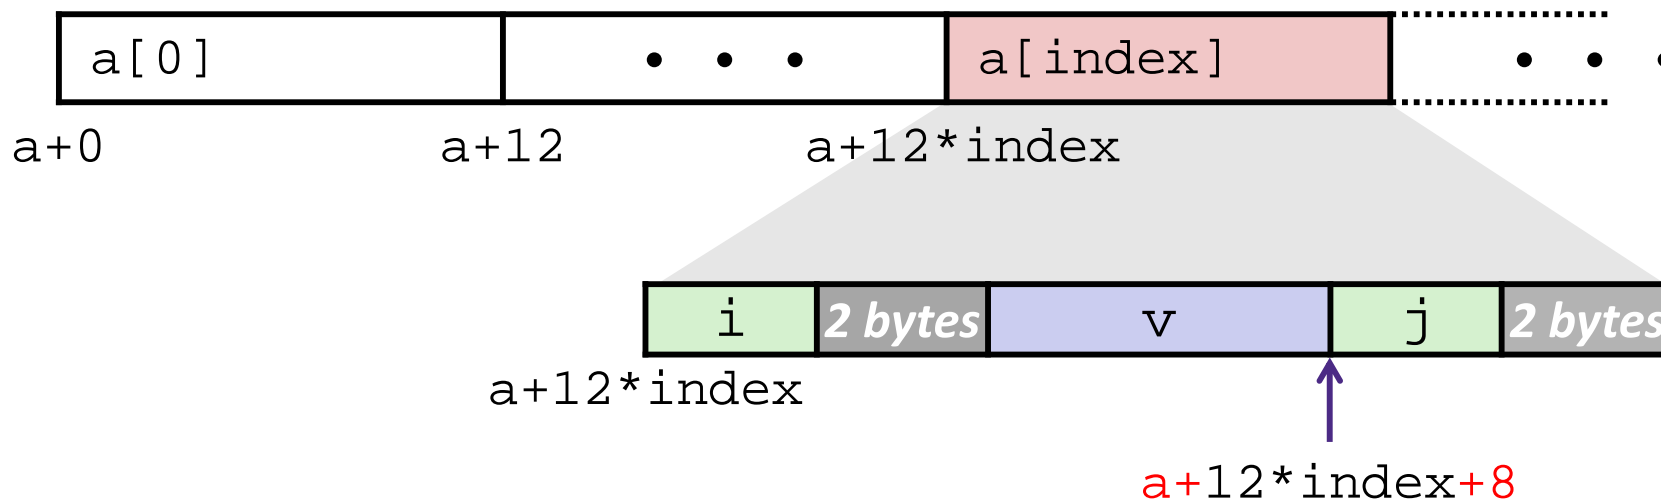 a[0] • • • a[index] • • •
a+0 a+12 a+12*index
i 2 bytes v j 2 bytes
a+12*index
a+12*index+8